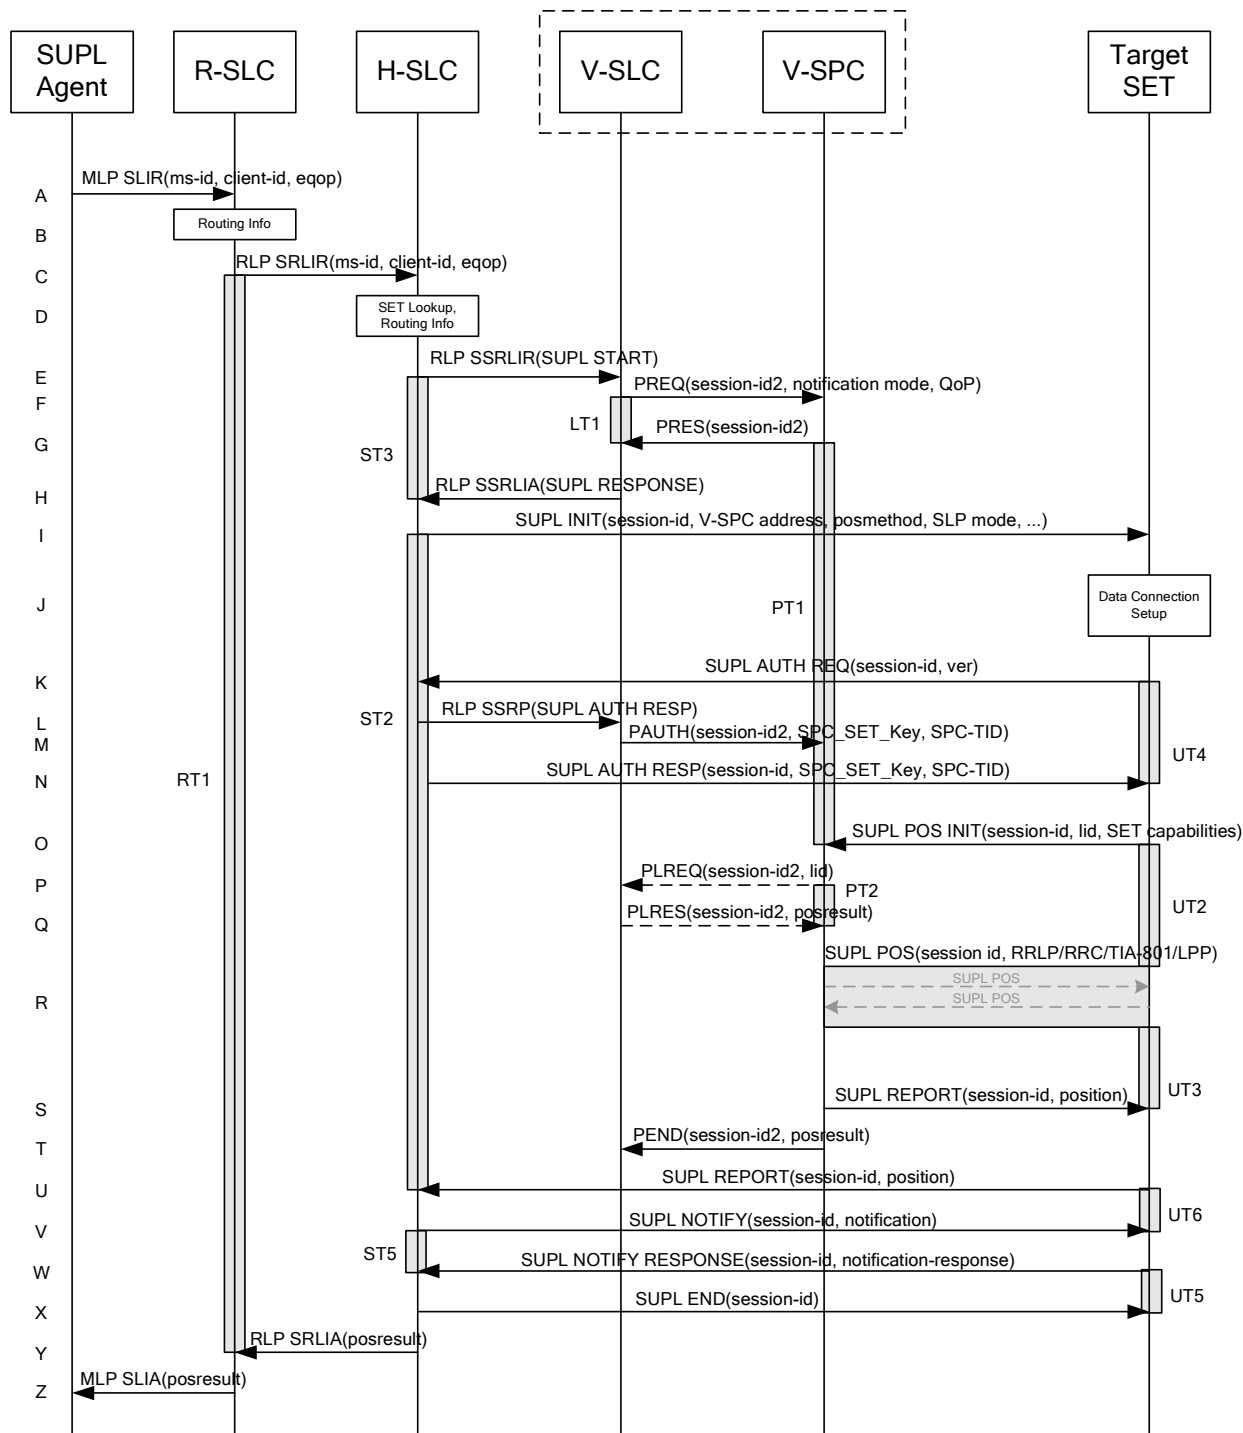 SUPL
Agent
R-SLC
H-SLC
V-SLC
V-SPC
Target
SET
A
MLP SLIR(ms-id, client-id, eqop)
B
Routing Info
C
RLP SRLIR(ms-id, client-id, eqop)
D
SET Lookup,
Routing Info
E
RLP SSRLIR(SUPL START)
F
PREQ(session-id2, notification mode, QoP)
LT1
G
PRES(session-id2)
ST3
H
RLP SSRLIA(SUPL RESPONSE)
I
SUPL INIT(session-id, V-SPC address, posmethod, SLP mode, ...)
J
PT1
Data Connection
Setup
K
SUPL AUTH REQ(session-id, ver)
ST2
L
RLP SSRP(SUPL AUTH RESP)
M
PAUTH(session-id2, SPC_SET_Key, SPC-TID)
UT4
N
RT1
SUPL AUTH RESP(session-id, SPC_SET_Key, SPC-TID)
O
SUPL POS INIT(session-id, lid, SET capabilities)
P
PLREQ(session-id2, lid)
PT2
UT2
Q
PLRES(session-id2, posresult)
SUPL POS(session id, RRLP/RRC/TIA-801/LPP)
SUPL POS
R
SUPL POS
UT3
S
SUPL REPORT(session-id, position)
T
PEND(session-id2, posresult)
U
SUPL REPORT(session-id, position)
UT6
V
SUPL NOTIFY(session-id, notification)
ST5
W
SUPL NOTIFY RESPONSE(session-id, notification-response)
UT5
X
SUPL END(session-id)
Y
RLP SRLIA(posresult)
Z
MLP SLIA(posresult)